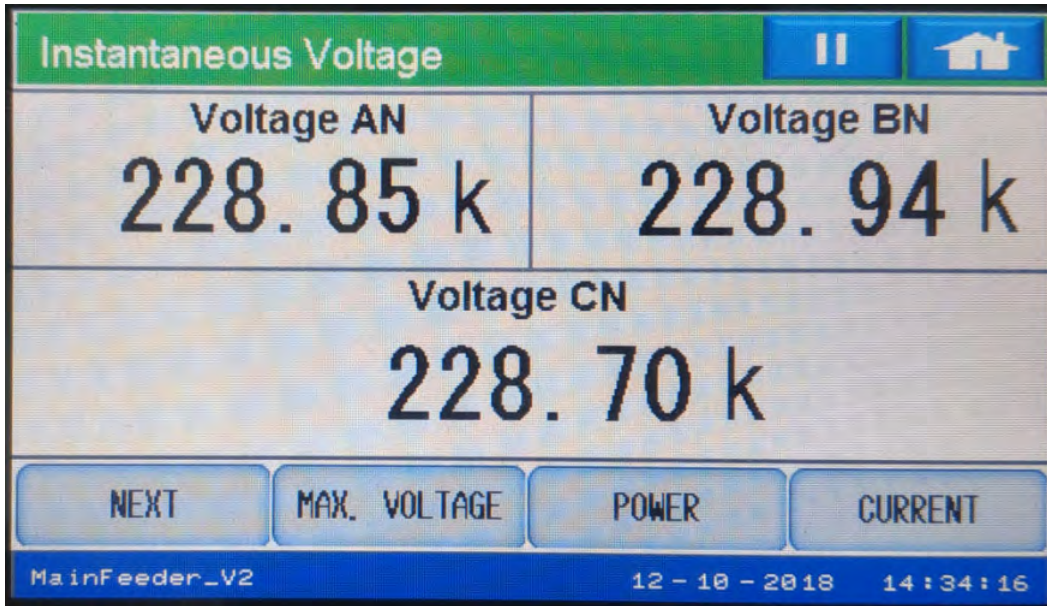 Instantaneous Voltage
Voltage AN
228.85 k
Voltage BN
228.94 k
Voltage CN
228.70 k
NEXT
MAX. VOLTAGE
POWER
CURRENT
MainFeeder_V2
12-10-2018 14:34:16